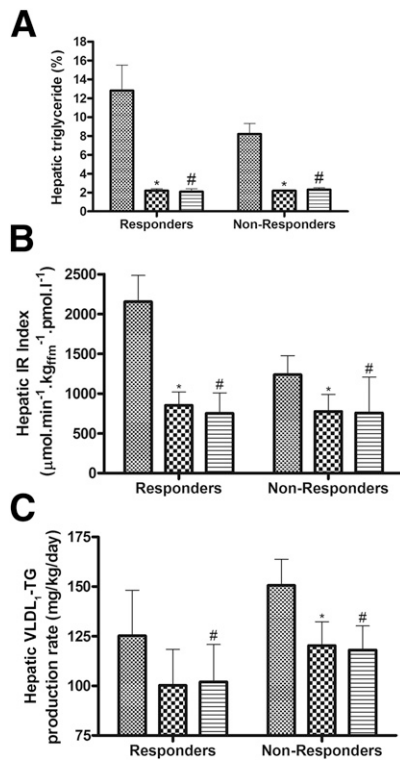 A
Hepatic triglyceride (%)
18
16
14
12
10
8
6
4
2
0
* # * #
Responders Non-Responders
B
Hepatic IR Index
(μmol.min⁻¹.kg_ffm⁻¹.pmol.l⁻¹)
2500
2000
1500
1000
500
0
* # * #
Responders Non-Responders
C
Hepatic VLDL₁-TG
production rate (mg/kg/day)
175
150
125
100
75
# * #
Responders Non-Responders